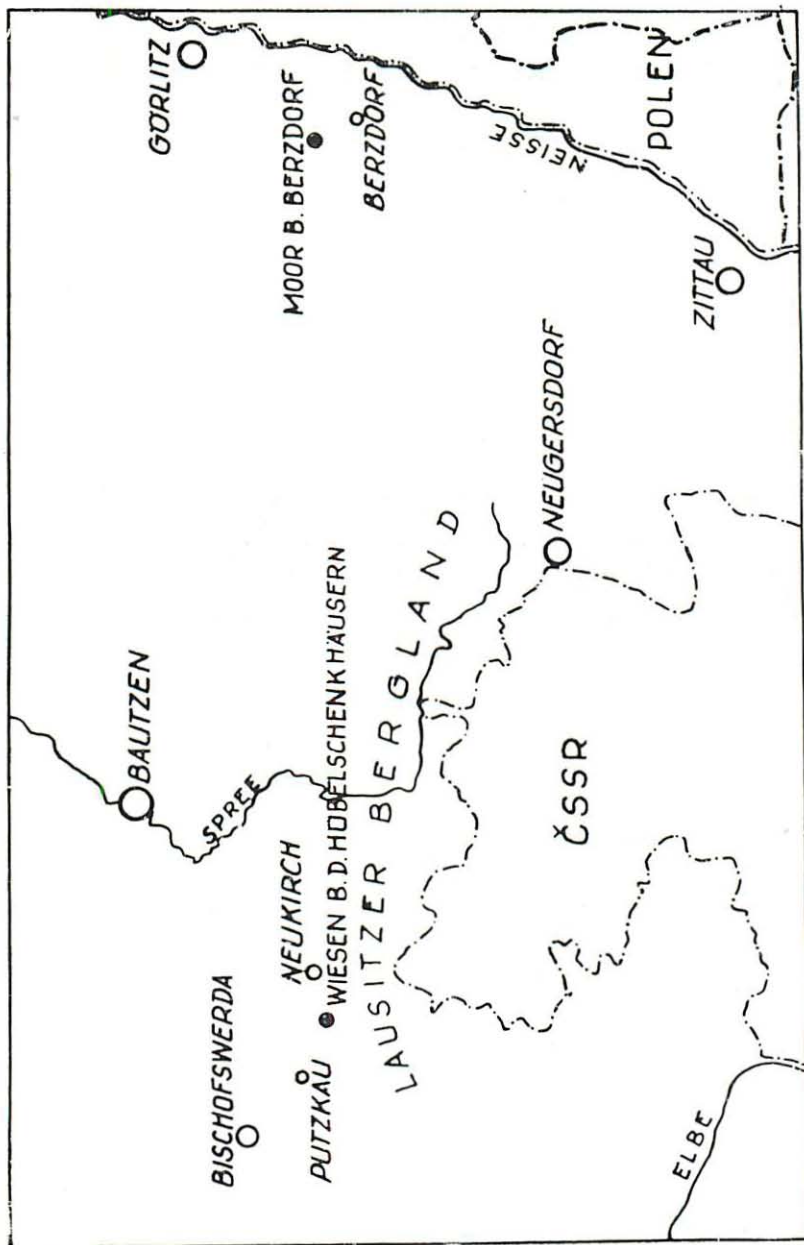 BAUTZEN
GÖRLITZ
BISCHOFSWERDA
SPREE
NEUKIRCH
MOOR B. BERZDORF
PUTZKAU
WIESEN B.D. HOBELSCHENKHÄUSERN
BERZDORF
LAUSITZER BERGLAND
NEISSE
NEUGERSDORF
ČSSR
POLEN
ELBE
ZITTAU